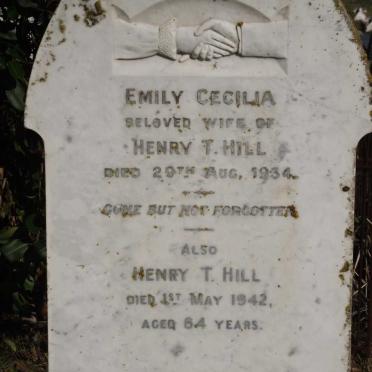 EMILY CECILIA
BELOVED WIFE OF
HENRY T. HILL
DIED 29TH AUG, 1934.
GONE BUT NOT FORGOTTEN
ALSO
HENRY T. HILL
DIED 1ST MAY 1942,
AGED 64 YEARS.